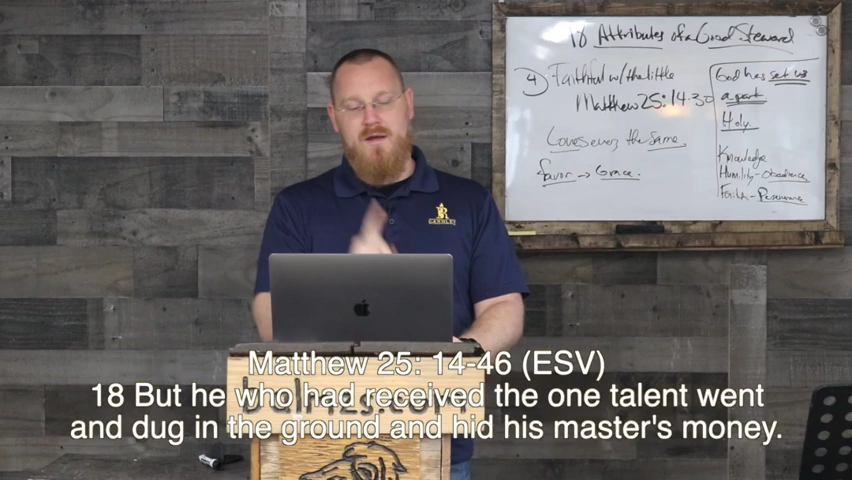 18 Attributes of a Good Steward
4) Faithful w/ the little
Matthew 25: 14-30
Loves every the same
favor → Grace.
God has set us
apart
Holy
Knowledge
Humility - Obedience
Faith -
Matthew 25: 14-46 (ESV)
18 But he who had received the one talent went
and dug in the ground and hid his master's money.